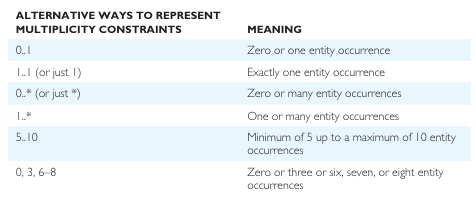 ALTERNATIVE WAYS TO REPRESENT
MULTIPLICITY CONSTRAINTS MEANING
0..1 Zero or one entity occurrence
1..1 (or just 1) Exactly one entity occurrence
0..* (or just *) Zero or many entity occurrences
1..* One or many entity occurrences
5..10 Minimum of 5 up to a maximum of 10 entity
occurrences
0, 3, 6–8 Zero or three or six, seven, or eight entity
occurrences